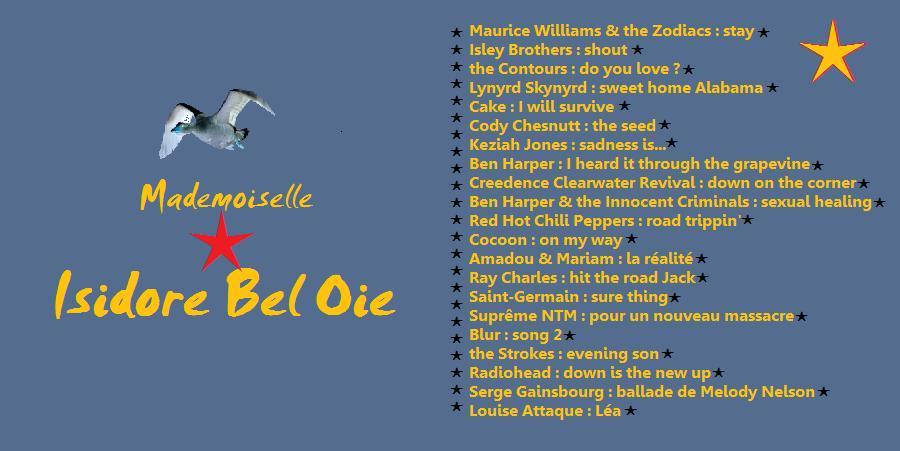 Mademoiselle
Isidore Bel Oie
Maurice Williams & the Zodiacs : stay
Isley Brothers : shout
the Contours : do you love ?
Lynyrd Skynyrd : sweet home Alabama
Cake : I will survive
Cody Chesnutt : the seed
Keziah Jones : sadness is...
Ben Harper : I heard it through the grapevine
Creedence Clearwater Revival : down on the corner
Ben Harper & the Innocent Criminals : sexual healing
Red Hot Chili Peppers : road trippin'
Cocoon : on my way
Amadou & Mariam : la réalité
Ray Charles : hit the road Jack
Saint-Germain : sure thing
Suprême NTM : pour un nouveau massacre
Blur : song 2
the Strokes : evening son
Radiohead : down is the new up
Serge Gainsbourg : ballade de Melody Nelson
Louise Attaque : Léa